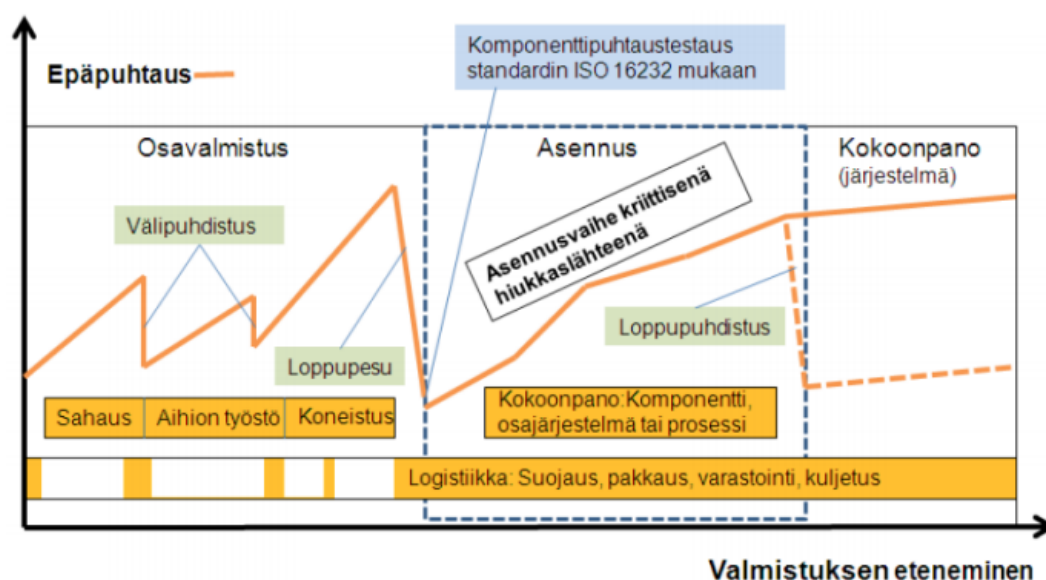 Komponenttipuhtaustestaus
standardin ISO 16232 mukaan
Epäpuhtaus
Osavalmistus
Asennus
Kokoonpano
(järjestelmä)
Välipuhdistus
Asennusvaihe kriittisenä
hiukkaslähteenä
Loppupesu
Loppupuhdistus
Sahaus
Aihion työstö
Koneistus
Kokoonpano:Komponentti,
osajärjestelmä tai prosessi
Logistiikka: Suojaus, pakkaus, varastointi, kuljetus
Valmistuksen eteneminen